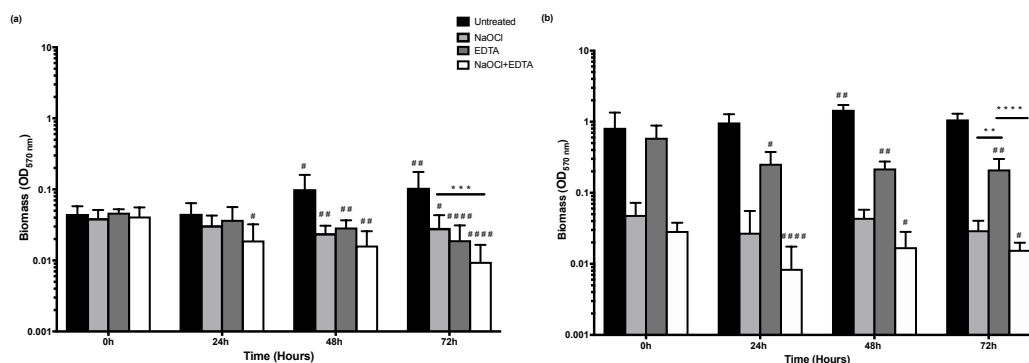 (a)
Untreated
NaOCl
EDTA
NaOCl+EDTA
Biomass (OD570 nm)
10
1
0.1
0.01
0.001
#
#
##
##
##
##
***
#
####
####
0h
24h
48h
72h
Time (Hours)
(b)
Biomass (OD570 nm)
10
1
0.1
0.01
0.001
#
####
##
##
#
****
**
##
#
0h
24h
48h
72h
Time (Hours)